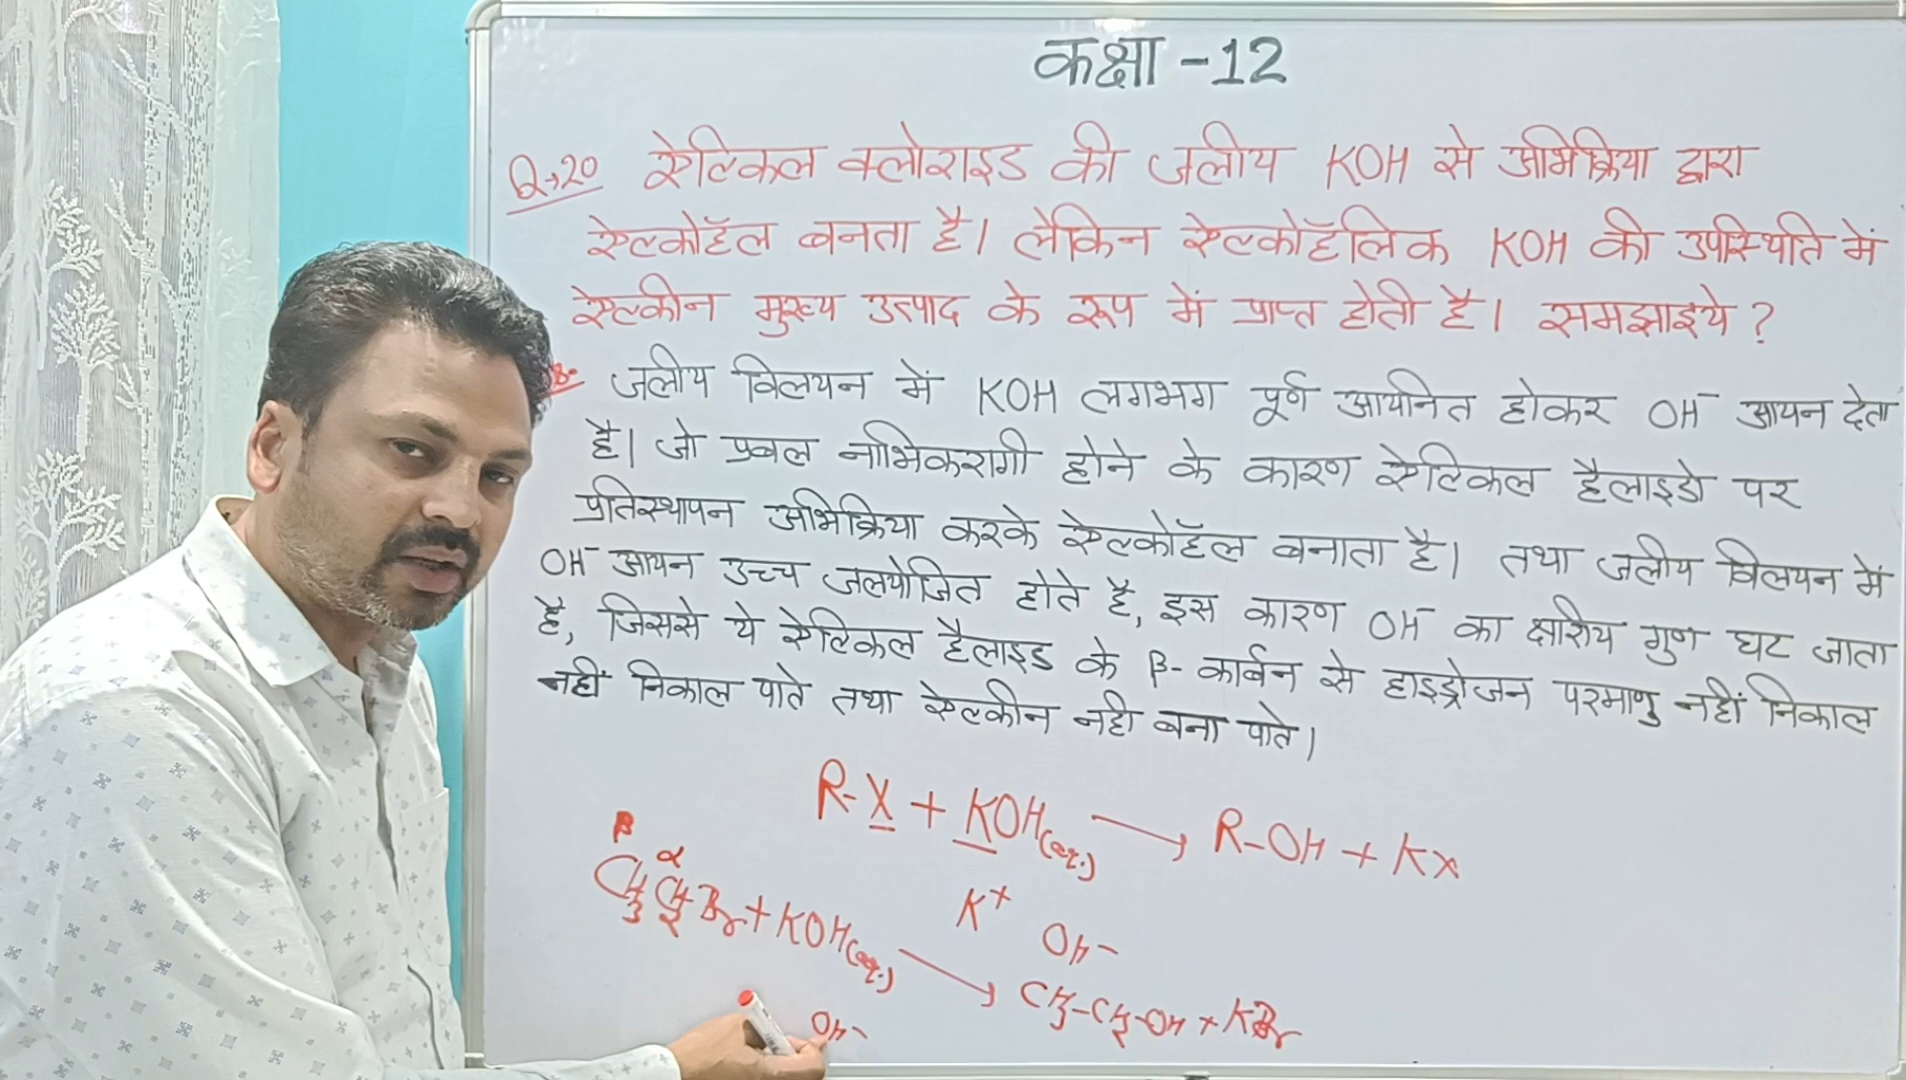 कक्षा -12
Q→20 ऐल्किल क्लोराइड की जलीय KOH से अभिक्रिया द्वारा
ऐल्कोहॅल बनता है। लेकिन ऐल्कोहॅलिक KOH की उपस्थिति में
ऐल्कीन मुख्य उत्पाद के रूप में प्राप्त होती है। समझाइये ?
जलीय विलयन में KOH लगभग पूर्ण आयनित होकर OH⁻ आयन देता
है। जो प्रबल नाभिकरागी होने के कारण ऐल्किल हैलाइडो पर
प्रतिस्थापन अभिक्रिया करके ऐल्कोहॅल बनाता है। तथा जलीय विलयन में
OH⁻ आयन उच्च जलयोजित होते है, इस कारण OH⁻ का क्षारीय गुण घट जाता
है, जिससे ये ऐल्किल हैलाइड के β- कार्बन से हाइड्रोजन परमाणु नहीं निकाल
नहीं निकाल पाते तथा ऐल्कीन नही बना पाते।
R-X + KOH(aq.) → R-OH + KX
K⁺ OH⁻
β α
CH₃CH₂Br + KOH(aq.) → CH₃-CH₂-OH + KBr
OH⁻